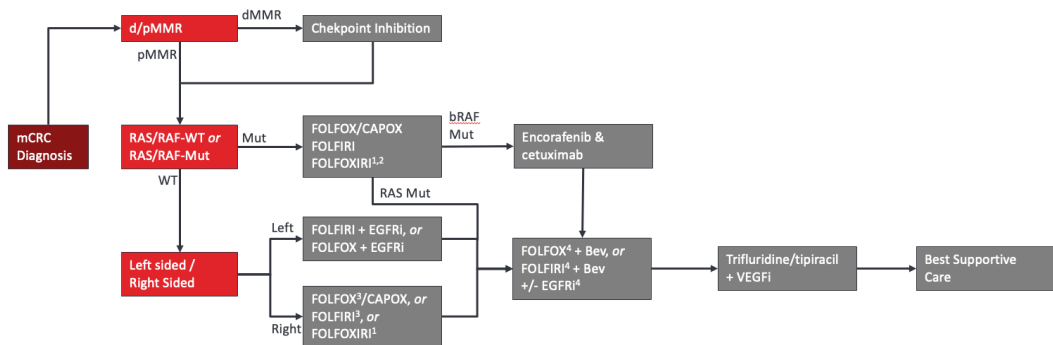 d/pMMR
dMMR
Chekpoint Inhibition
pMMR
mCRC
Diagnosis
RAS/RAF-WT or
RAS/RAF-Mut
Mut
FOLFOX/CAPOX
FOLFIRI
FOLFOXIRI1,2
bRAF
Mut
Encorafenib &
cetuximab
WT
RAS Mut
Left
FOLFIRI + EGFRi, or
FOLFOX + EGFRi
Left sided /
Right Sided
Right
FOLFOX3/CAPOX, or
FOLFIRI3, or
FOLFOXIRI1
FOLFOX4 + Bev, or
FOLFIRI4 + Bev
+/- EGFRi4
Trifluridine/tipiracil
+ VEGFi
Best Supportive
Care